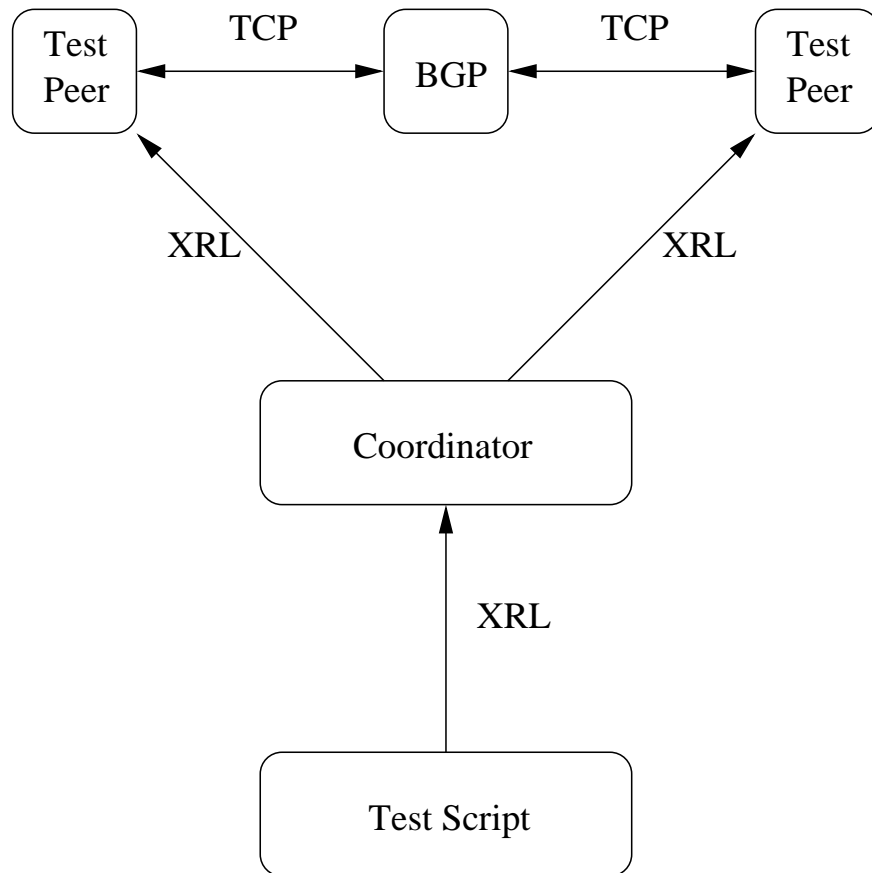 Test
Peer
TCP
BGP
TCP
Test
Peer
XRL
XRL
Coordinator
XRL
Test Script